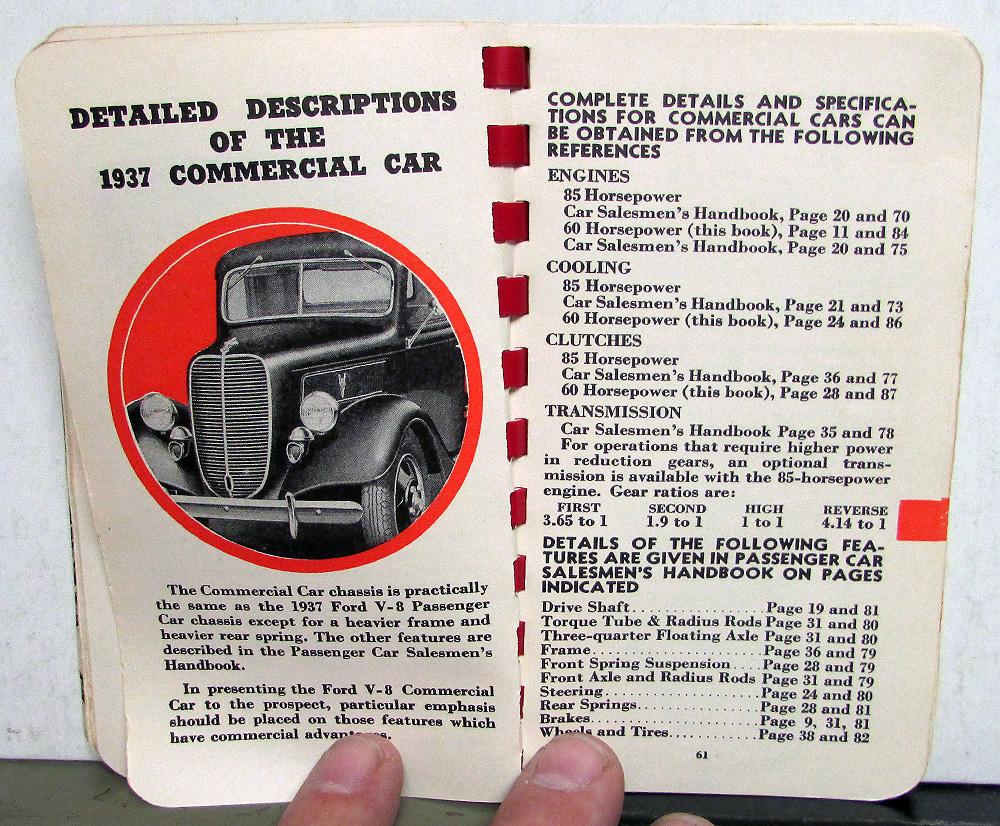 DETAILED DESCRIPTIONS
OF THE
1937 COMMERCIAL CAR
The Commercial Car chassis is practically
the same as the 1937 Ford V-8 Passenger
Car chassis except for a heavier frame and
heavier rear spring. The other features are
described in the Passenger Car Salesmen's
Handbook.
In presenting the Ford V-8 Commercial
Car to the prospect, particular emphasis
should be placed on those features which
have commercial advantages.
COMPLETE DETAILS AND SPECIFICA-
TIONS FOR COMMERCIAL CARS CAN
BE OBTAINED FROM THE FOLLOWING
REFERENCES
ENGINES
85 Horsepower
Car Salesmen's Handbook, Page 20 and 70
60 Horsepower (this book), Page 11 and 84
Car Salesmen's Handbook, Page 20 and 75
COOLING
85 Horsepower
Car Salesmen's Handbook, Page 21 and 73
60 Horsepower (this book), Page 24 and 86
CLUTCHES
85 Horsepower
Car Salesmen's Handbook, Page 36 and 77
60 Horsepower (this book), Page 28 and 87
TRANSMISSION
Car Salesmen's Handbook Page 35 and 78
For operations that require higher power
in reduction gears, an optional trans-
mission is available with the 85-horsepower
engine. Gear ratios are:
FIRST SECOND HIGH REVERSE
3.65 to 1 1.9 to 1 1 to 1 4.14 to 1
DETAILS OF THE FOLLOWING FEA-
TURES ARE GIVEN IN PASSENGER CAR
SALESMEN'S HANDBOOK ON PAGES
INDICATED
Drive Shaft.................Page 19 and 81
Torque Tube & Radius Rods Page 31 and 80
Three-quarter Floating Axle Page 31 and 80
Frame.....................Page 36 and 79
Front Spring Suspension....Page 28 and 79
Front Axle and Radius Rods Page 31 and 79
Steering...................Page 24 and 80
Rear Springs...............Page 28 and 81
Brakes.....................Page 9, 31, 81
Wheels and Tires...........Page 38 and 82
61